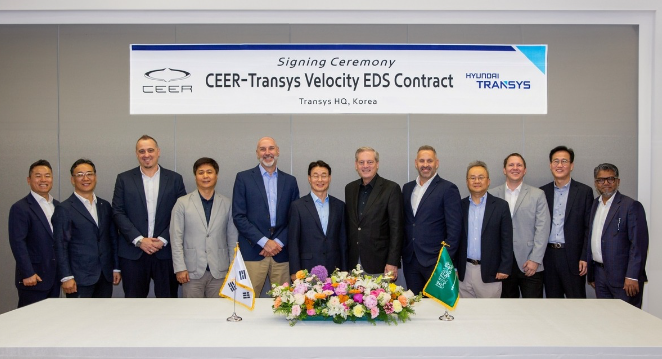 Signing Ceremony
CEER
CEER-Transys Velocity EDS Contract
HYUNDAI
TRANSYS
Transys HQ, Korea